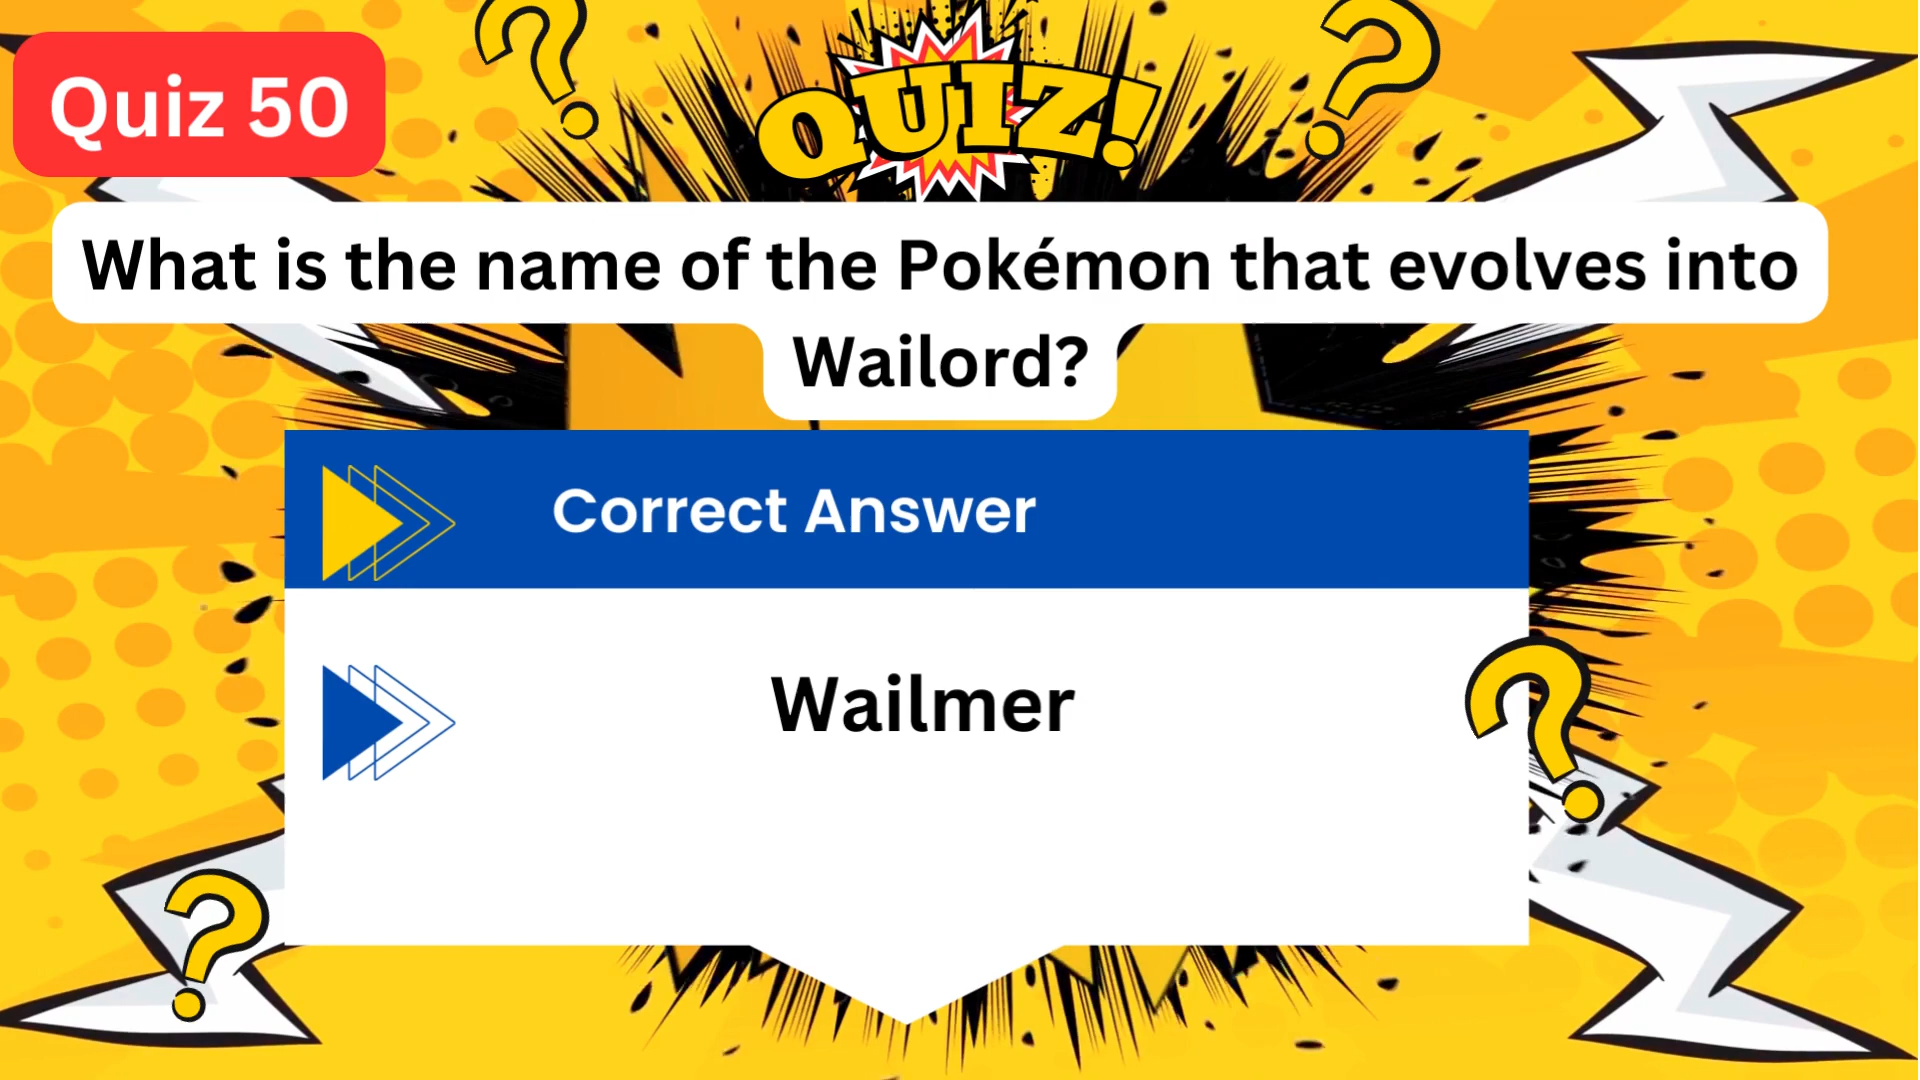 Quiz 50
QUIZ!
What is the name of the Pokémon that evolves into
Wailord?
Correct Answer
Wailmer